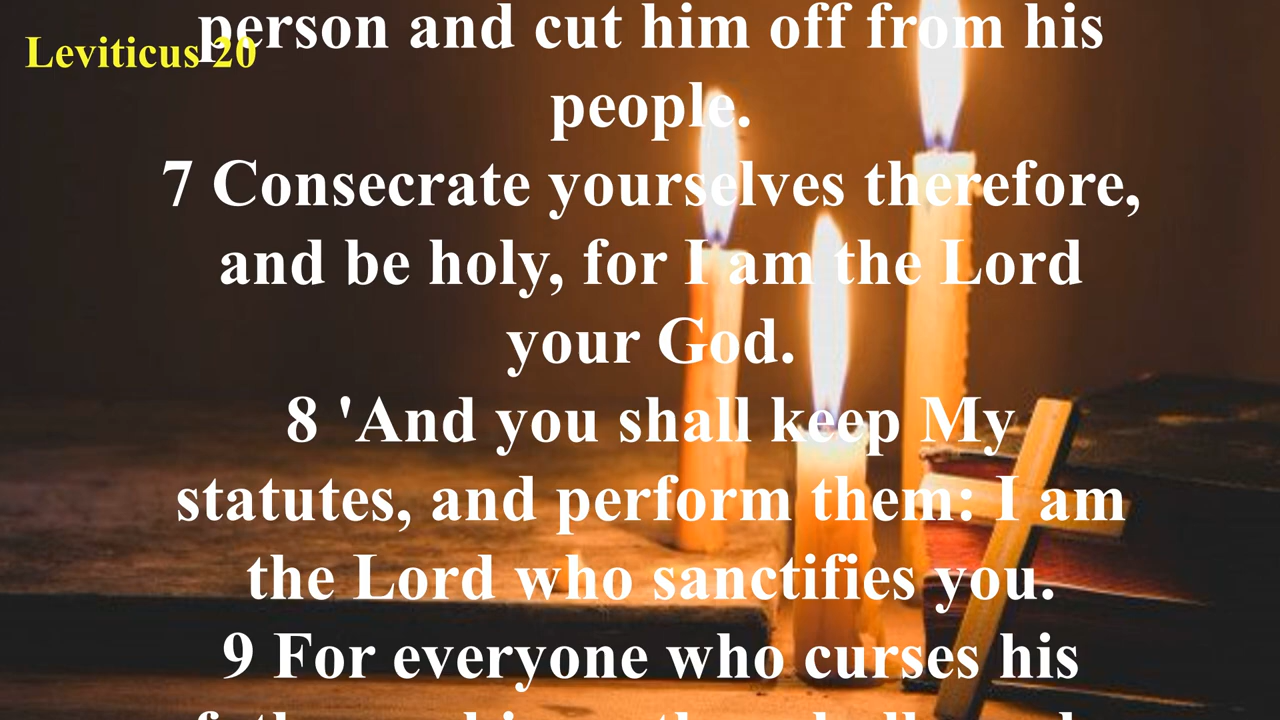 person and cut him off from his
Leviticus 20
people.
7 Consecrate yourselves therefore,
and be holy, for I am the Lord
your God.
8 'And you shall keep My
statutes, and perform them: I am
the Lord who sanctifies you.
9 For everyone who curses his